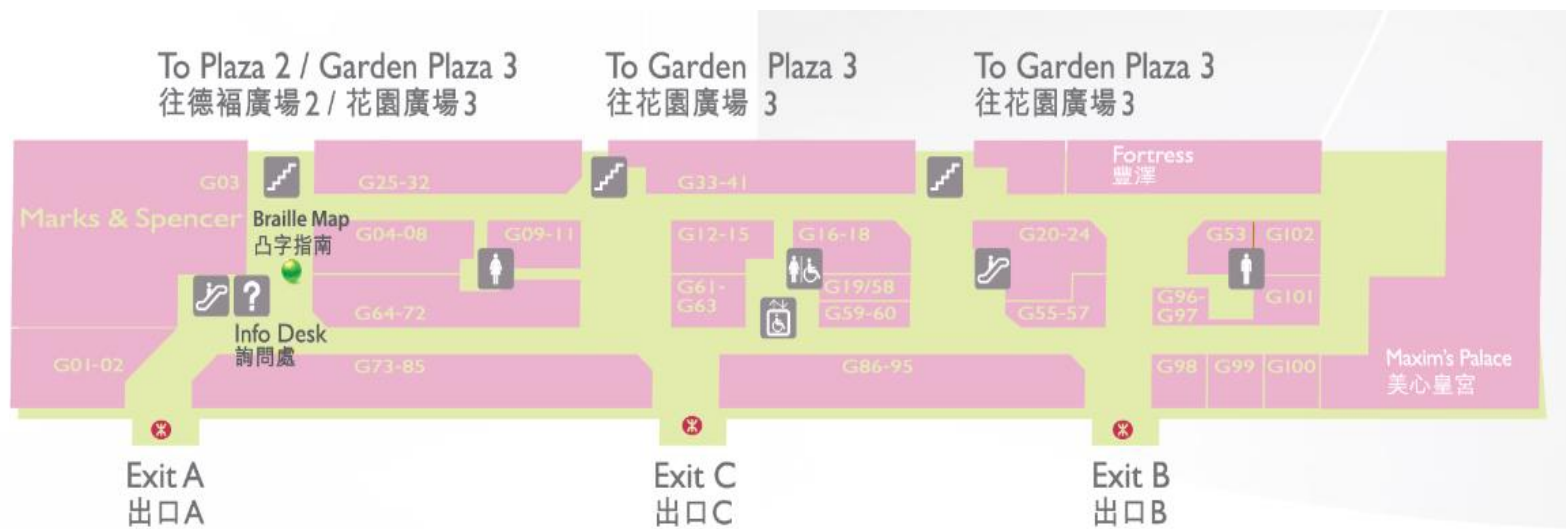 To Plaza 2 / Garden Plaza 3
往德福廣場2 / 花園廣場3
To Garden Plaza 3
往花園廣場 3
To Garden Plaza 3
往花園廣場3
Fortress
豐澤
G03
G25-32
G33-41
Marks & Spencer
Braille Map
凸字指南
G04-08
G09-11
G12-15
G16-18
G20-24
G53
G102
?
G61-
G63
G19/58
G96-
G97
G101
G64-72
G59-60
G55-57
Info Desk
詢問處
G01-02
G73-85
G86-95
G98
G99
G100
Maxim's Palace
美心皇宮
Exit A
出口A
Exit C
出口C
Exit B
出口B